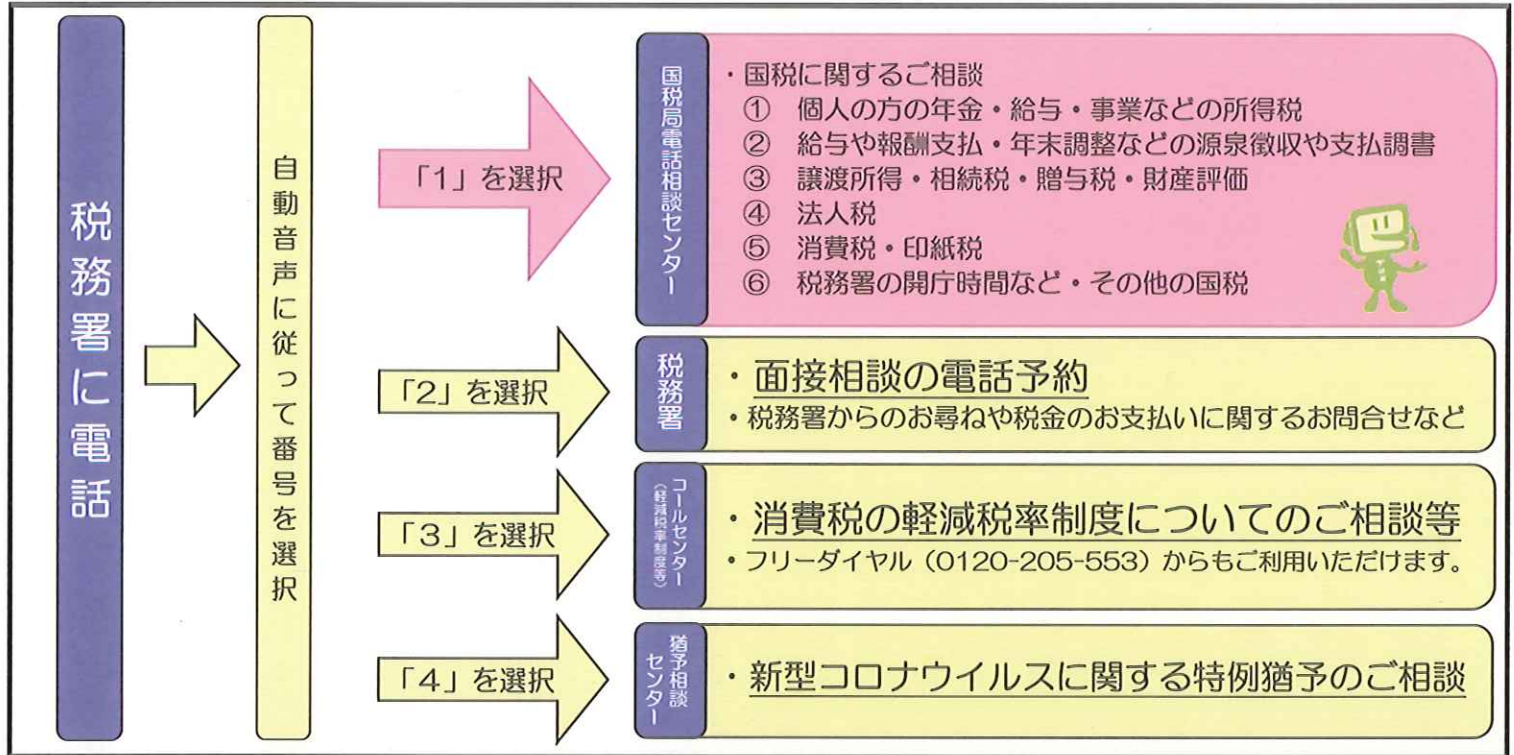 税務署に電話
自動音声に従って番号を選択
「1」を選択
国税局電話相談センター
・国税に関するご相談
① 個人の方の年金・給与・事業などの所得税
② 給与や報酬支払・年末調整などの源泉徴収や支払調書
③ 譲渡所得・相続税・贈与税・財産評価
④ 法人税
⑤ 消費税・印紙税
⑥ 税務署の開庁時間など・その他の国税
「2」を選択
税務署
・面接相談の電話予約
・税務署からのお尋ねや税金のお支払いに関するお問合せなど
「3」を選択
コールセンター
（軽減税率制度等）
・消費税の軽減税率制度についてのご相談等
・フリーダイヤル（0120-205-553）からもご利用いただけます。
「4」を選択
猶予相談
センター
・新型コロナウイルスに関する特例猶予のご相談